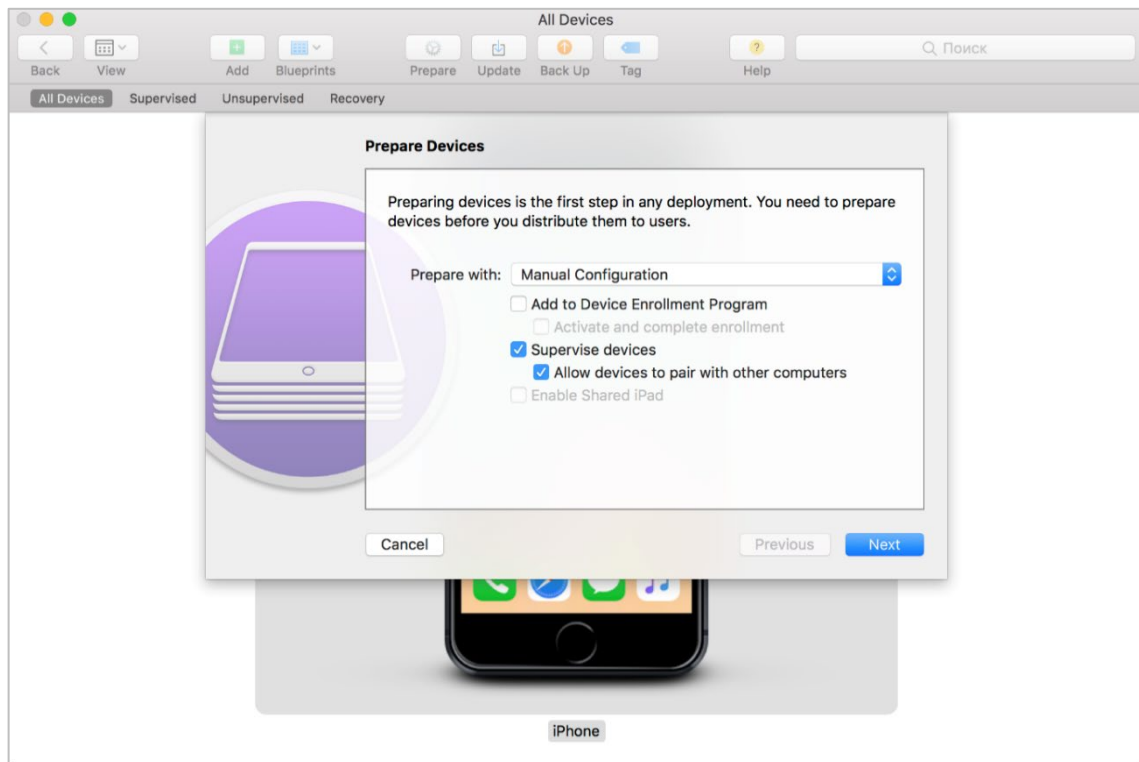 All Devices
Поиск
Back View Add Blueprints Prepare Update Back Up Tag Help
All Devices Supervised Unsupervised Recovery
Prepare Devices
Preparing devices is the first step in any deployment. You need to prepare
devices before you distribute them to users.
Prepare with: Manual Configuration
Add to Device Enrollment Program
Activate and complete enrollment
Supervise devices
Allow devices to pair with other computers
Enable Shared iPad
Cancel Previous Next
iPhone